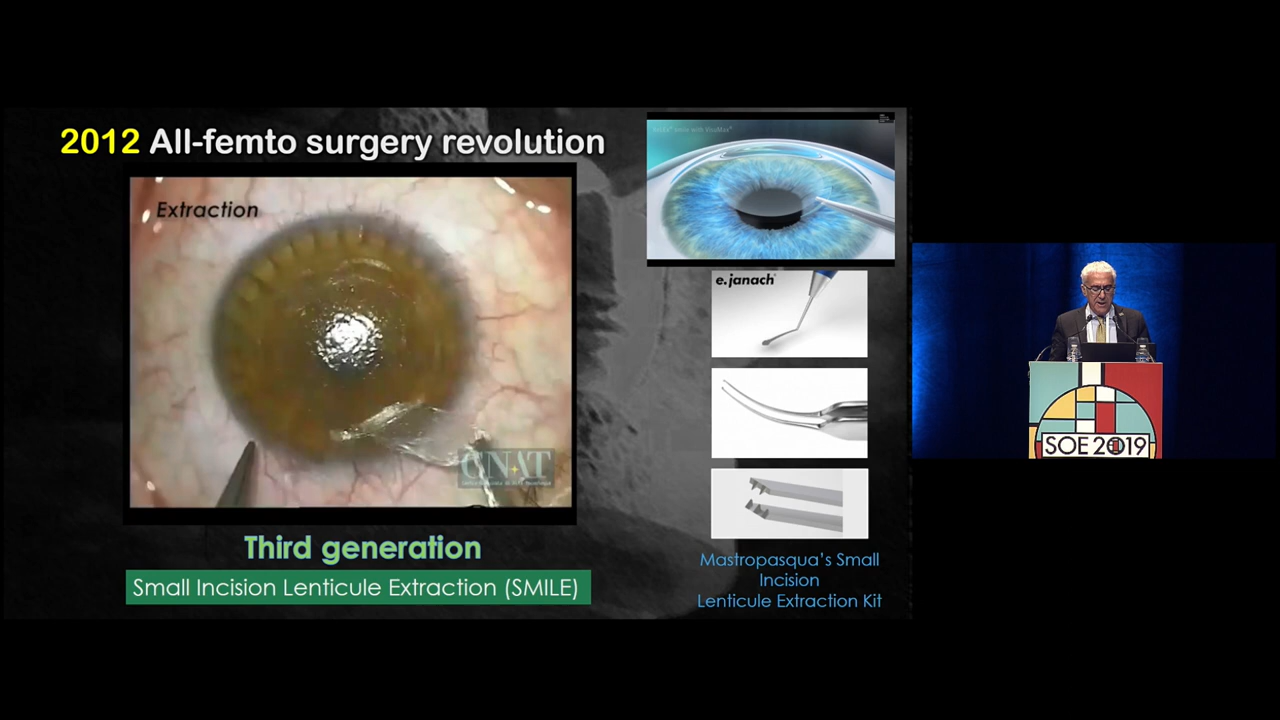 2012 All-femto surgery revolution
Extraction
CNAT
Third generation
Small Incision Lenticule Extraction (SMILE)
e.janach
Mastropasqua's Small
Incision
Lenticule Extraction Kit
SOE 2019